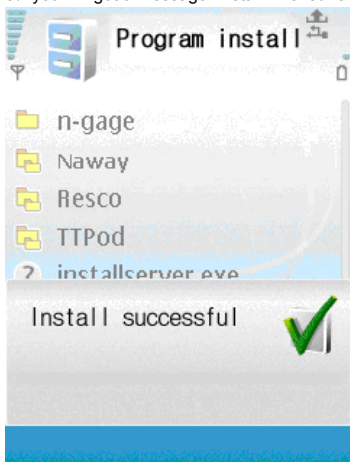 Program install
n-gage
Naway
Resco
TTPod
installserver.exe
Install successful